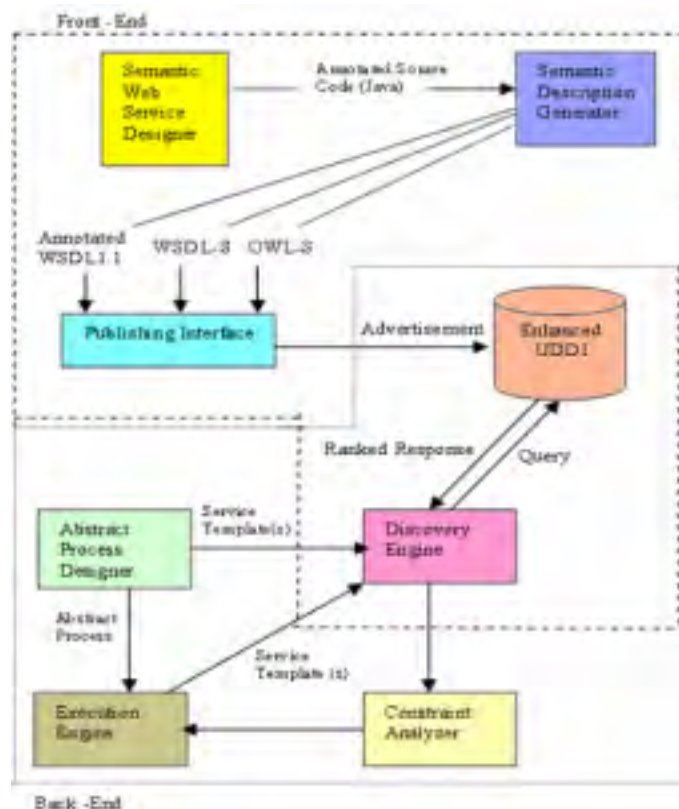 Front -End
Semantic
Web
Service
Designer
Annotated Source
Code (Java)
Semantic
Description
Generator
Annotated
WSDL1.1
WSDL-S
OWL-S
Publishing Interface
Advertisement
Enhanced
UDDI
Ranked Response
Query
Abstract
Process
Designer
Service
Template(s)
Discovery
Engine
Abstract
Process
Service
Template (s)
Execution
Engine
Constraint
Analyzer
Back -End